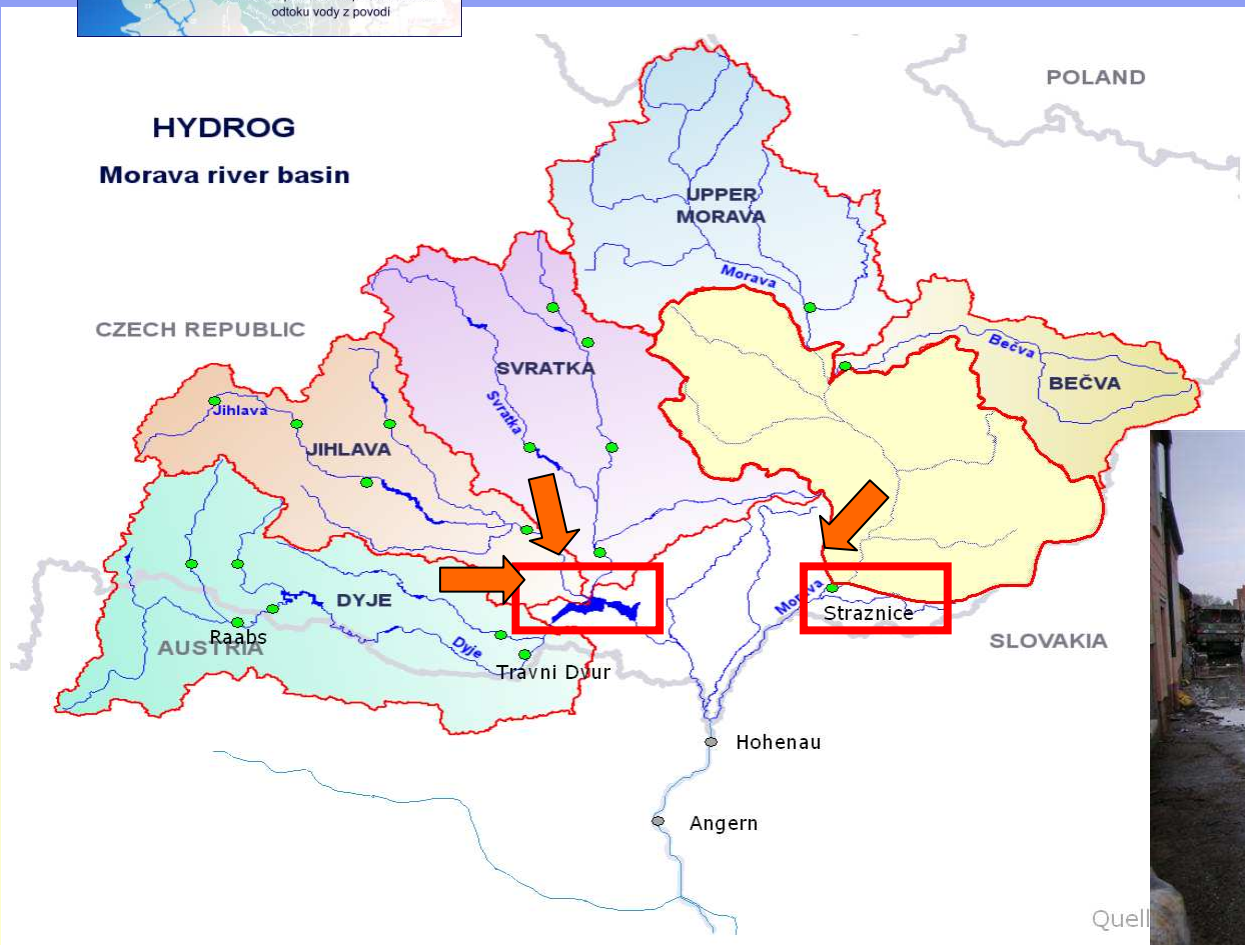 odtoku vody z povodi
POLAND
HYDROG
Morava river basin
UPPER
MORAVA
Morava
CZECH REPUBLIC
Bečva
SVRATKA
BEČVA
Svratka
Jihlava
JIHLAVA
DYJE
Morava
Straznice
Raabs
AUSTRIA
Dyje
SLOVAKIA
Travni Dvur
Hohenau
Angern
Quell